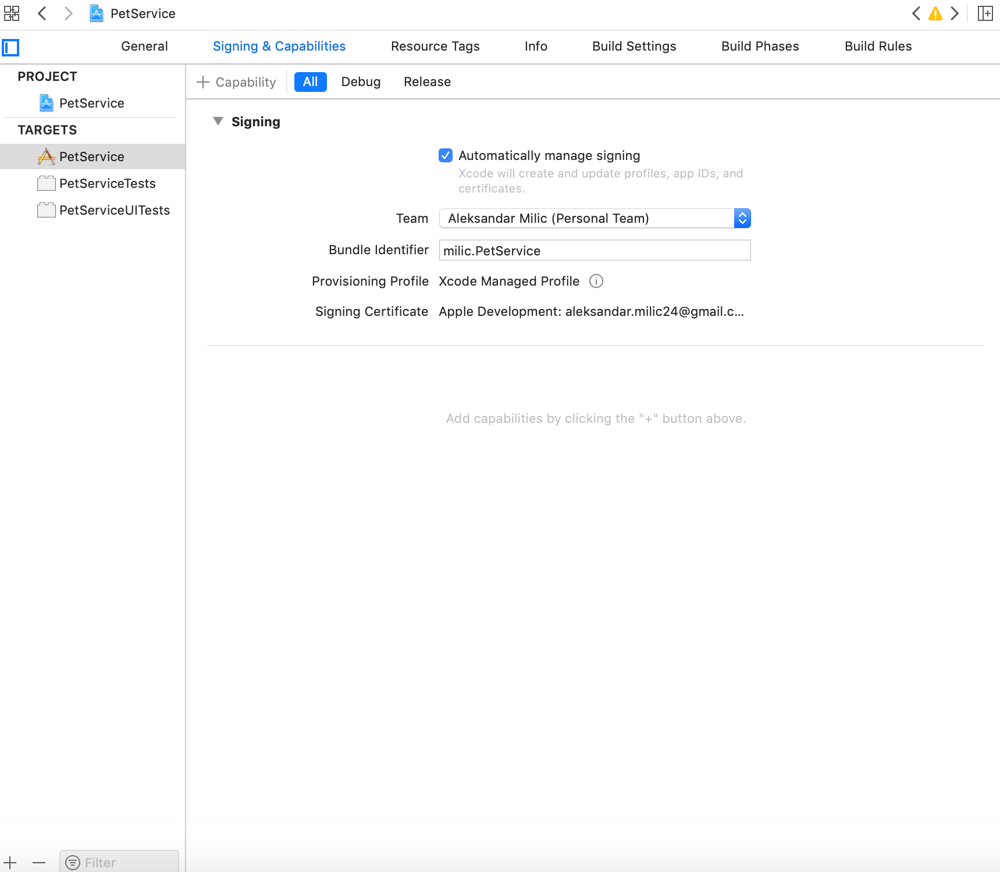 PetService
General
Signing & Capabilities
Resource Tags
Info
Build Settings
Build Phases
Build Rules
PROJECT
PetService
TARGETS
PetService
PetServiceTests
PetServiceUITests
Capability
All
Debug
Release
Signing
Automatically manage signing
Xcode will create and update profiles, app IDs, and
certificates.
Team
Aleksandar Milic (Personal Team)
Bundle Identifier
milic.PetService
Provisioning Profile
Xcode Managed Profile
Signing Certificate
Apple Development: aleksandar.milic24@gmail.c...
Add capabilities by clicking the "+" button above.
Filter